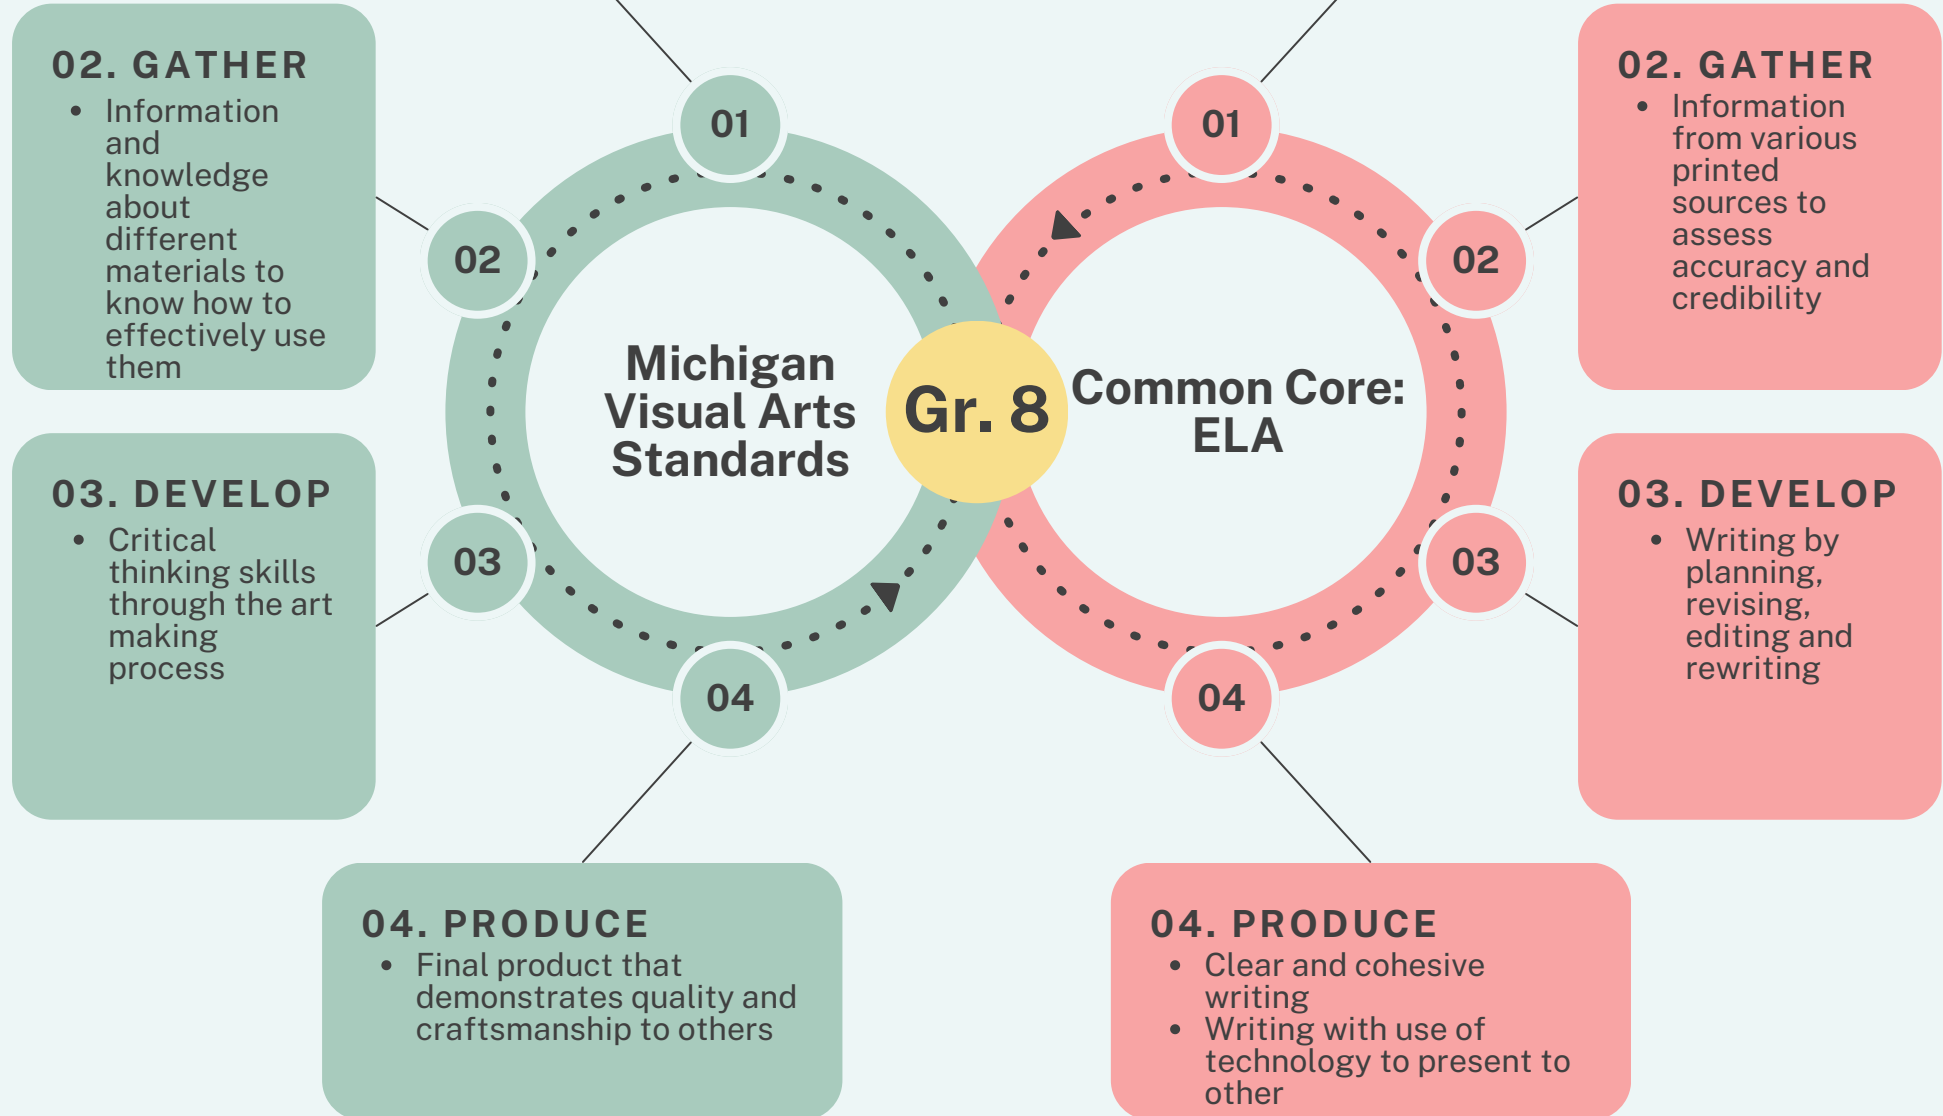 02. GATHER
• Information
and
knowledge
about
different
materials to
know how to
effectively use
them
03. DEVELOP
• Critical
thinking skills
through the art
making
process
01
02
03
04
Michigan
Visual Arts
Standards
Gr. 8
Common Core:
ELA
01
02
03
04
02. GATHER
• Information
from various
printed
sources to
assess
accuracy and
credibility
03. DEVELOP
• Writing by
planning,
revising,
editing and
rewriting
04. PRODUCE
• Final product that
demonstrates quality and
craftsmanship to others
04. PRODUCE
• Clear and cohesive
writing
• Writing with use of
technology to present to
other